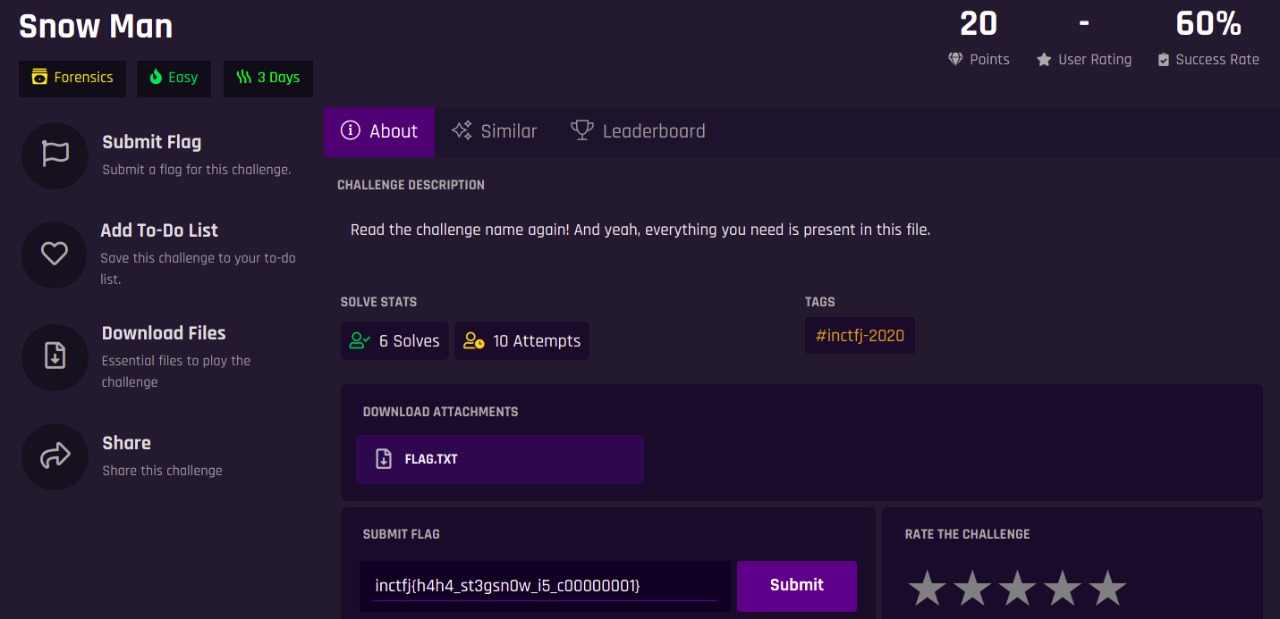 Snow Man
20
-
60%
Points
User Rating
Success Rate
Forensics
Easy
3 Days
Submit Flag
Submit a flag for this challenge.
Add To-Do List
Save this challenge to your to-do
list.
Download Files
Essential files to play the
challenge
Share
Share this challenge
About
Similar
Leaderboard
CHALLENGE DESCRIPTION
Read the challenge name again! And yeah, everything you need is present in this file.
SOLVE STATS
6 Solves
10 Attempts
TAGS
#inctfj-2020
DOWNLOAD ATTACHMENTS
FLAG.TXT
SUBMIT FLAG
inctfj{h4h4_st3gsn0w_i5_c00000001}
Submit
RATE THE CHALLENGE